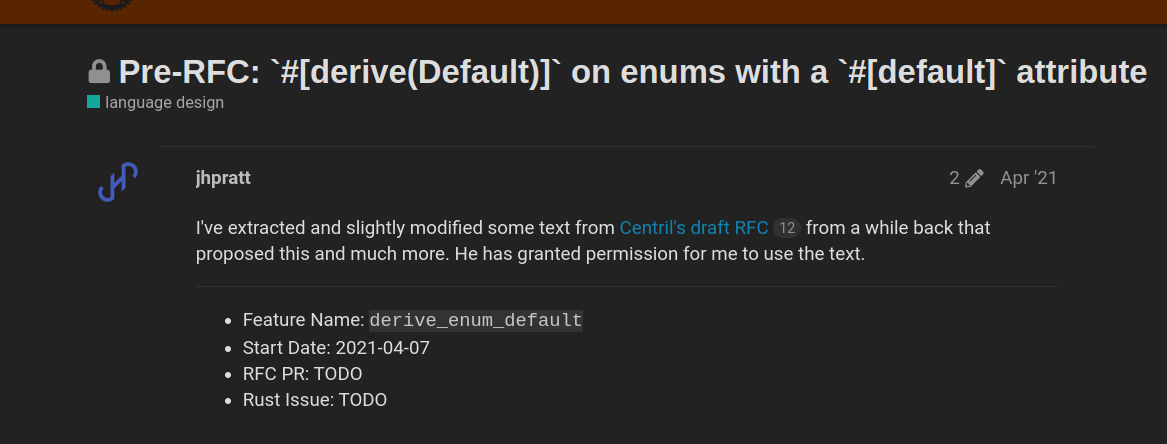 Pre-RFC: `#[derive(Default)]` on enums with a `#[default]` attribute
language design
jhpratt
2 Apr '21
I've extracted and slightly modified some text from Centril's draft RFC 12 from a while back that
proposed this and much more. He has granted permission for me to use the text.
• Feature Name: derive_enum_default
• Start Date: 2021-04-07
• RFC PR: TODO
• Rust Issue: TODO